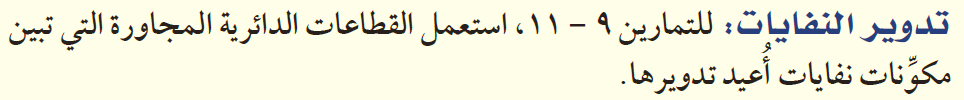 تدوير النفايات: للتمارين ٩ - ١١، استعمل القطاعات الدائرية المجاورة التي تبين
مكوِّنات نفايات أُعيد تدويرها.